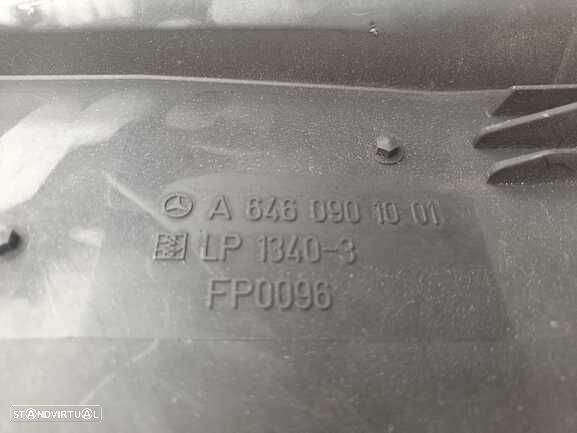 A 646 090 10 01
LP 1340-3
FP0096
STANDVIRTUAL